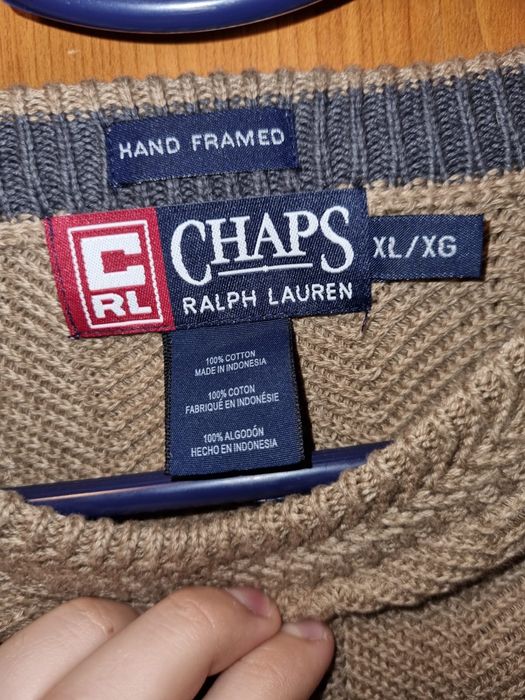 HAND FRAMED
C
RL
CHAPS
RALPH LAUREN
XL/XG
100% COTTON
MADE IN INDONESIA
100% COTON
FABRIQUÉ EN INDONÉSIE
100% ALGODÓN
HECHO EN INDONESIA